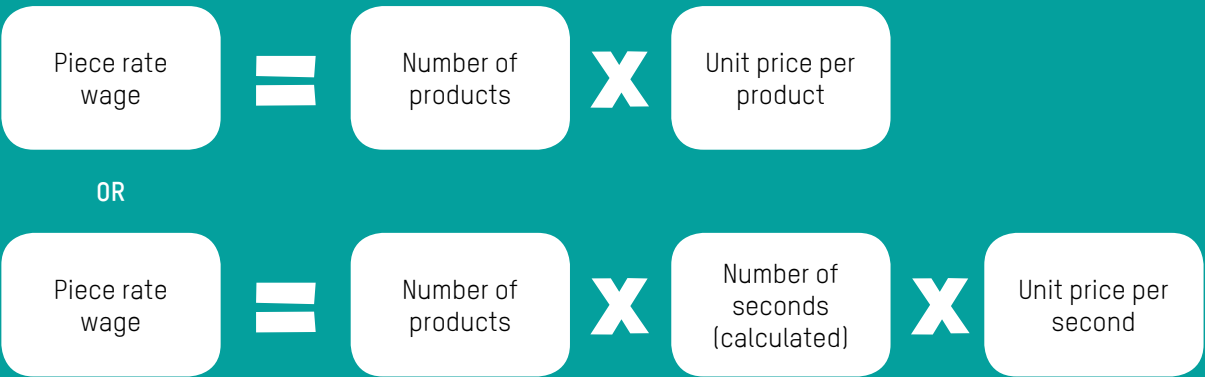 Piece rate
wage
=
Number of
products
X
Unit price per
product
OR
Piece rate
wage
=
Number of
products
X
Number of
seconds
(calculated)
X
Unit price per
second